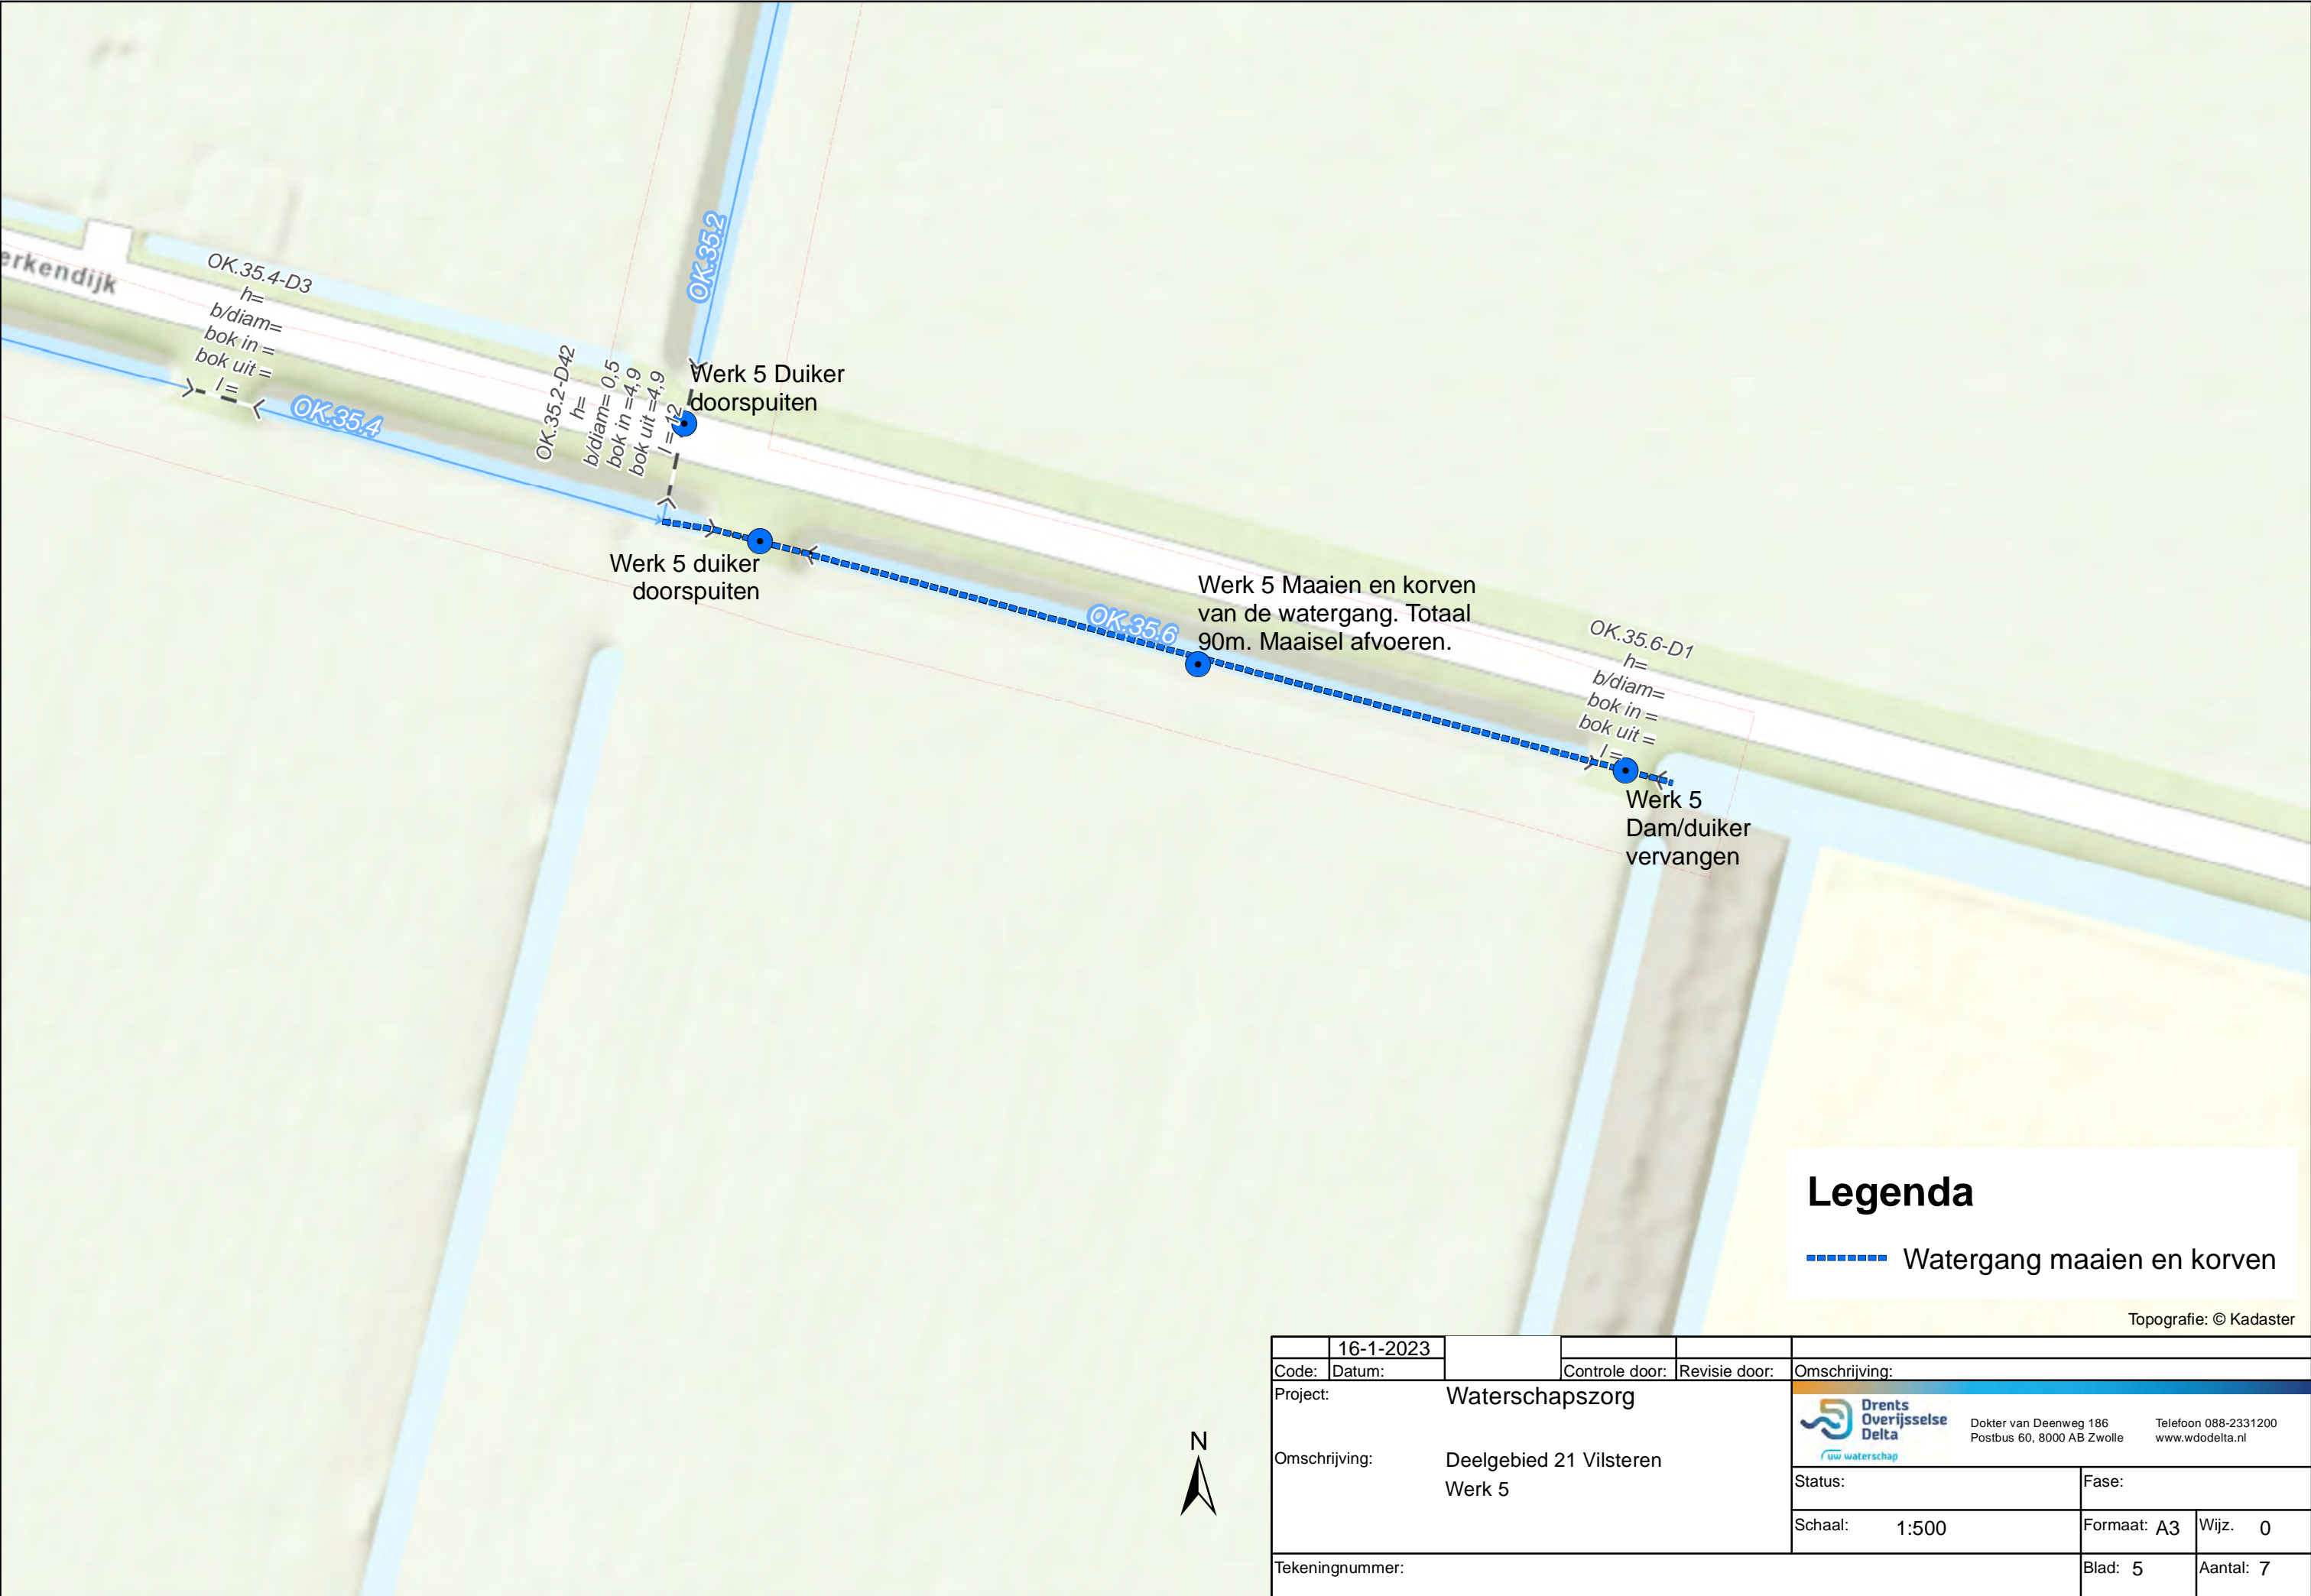 OK.35.2
erkendijk
OK.35.4-D3
h=
b/diam=
bok in =
bok uit =
l =
OK.35.4
OK.35.2-D42
h=
b/diam= 0,5
bok in =4,9
bok uit =4,9
l = 12
Werk 5 Duiker
doorspuiten
Werk 5 duiker
doorspuiten
OK.35.6
Werk 5 Maaien en korven
van de watergang. Totaal
90m. Maaisel afvoeren.
OK.35.6-D1
h=
b/diam=
bok in =
bok uit =
l =
Werk 5
Dam/duiker
vervangen
Legenda
Watergang maaien en korven
Topografie: © Kadaster
N
16-1-2023
Code: Datum: Controle door: Revisie door: Omschrijving:
Project: Waterschapszorg
Omschrijving: Deelgebied 21 Vilsteren
Werk 5
Tekeningnummer:
Drents
Overijsselse
Delta
uw waterschap
Dokter van Deenweg 186
Postbus 60, 8000 AB Zwolle
Telefoon 088-2331200
www.wdodelta.nl
Status: Fase:
Schaal: 1:500 Formaat: A3 Wijz. 0
Blad: 5 Aantal: 7